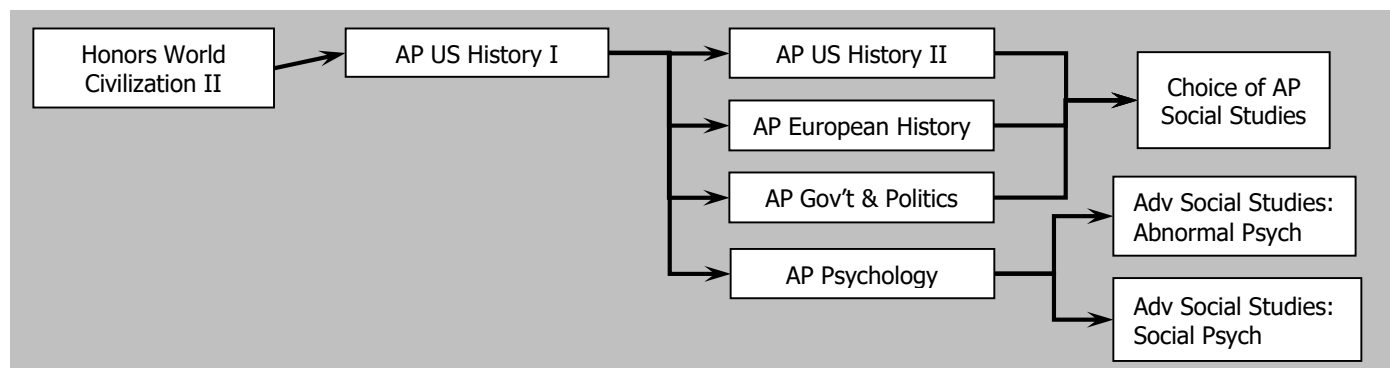 Honors World
Civilization II
AP US History I
AP US History II
AP European History
AP Gov’t & Politics
AP Psychology
Choice of AP
Social Studies
Adv Social Studies:
Abnormal Psych
Adv Social Studies:
Social Psych